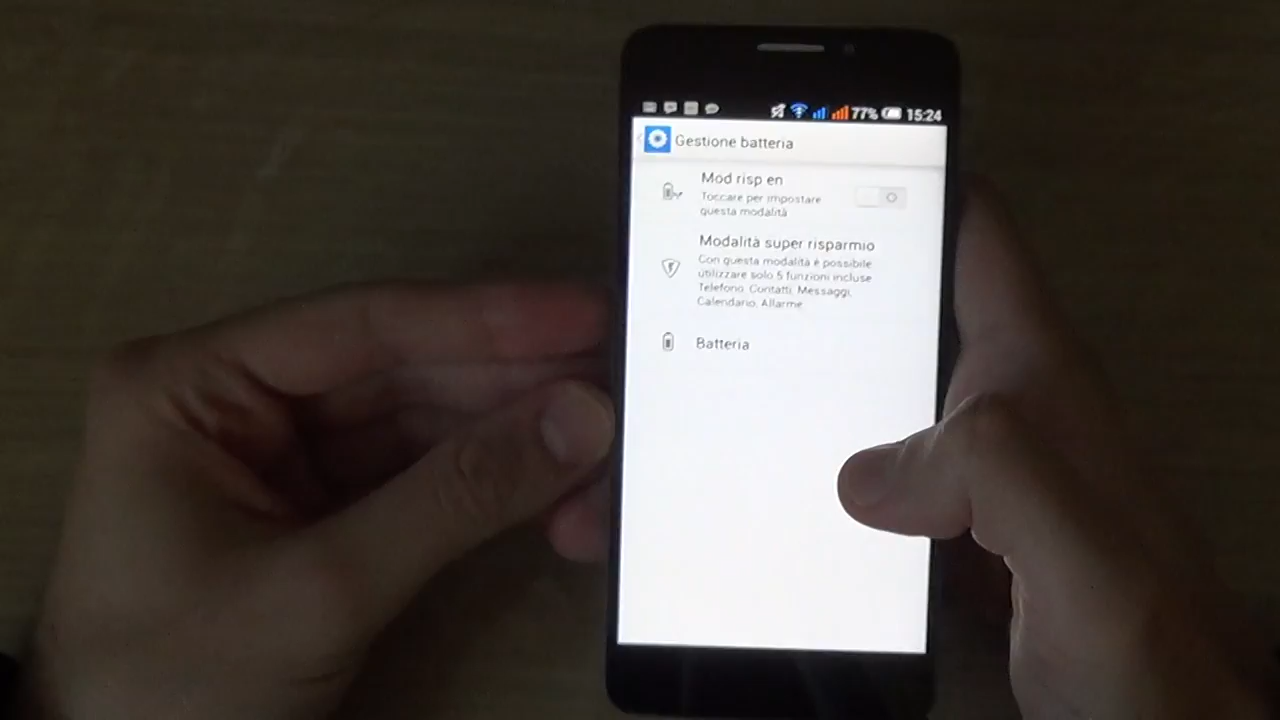 77% 15:24
Gestione batteria
Mod risp en
Toccare per impostare
questa modalità
Modalità super risparmio
Con questa modalità è possibile
utilizzare solo 5 funzioni incluse
Telefono, Contatti, Messaggi,
Calendario, Allarme
Batteria